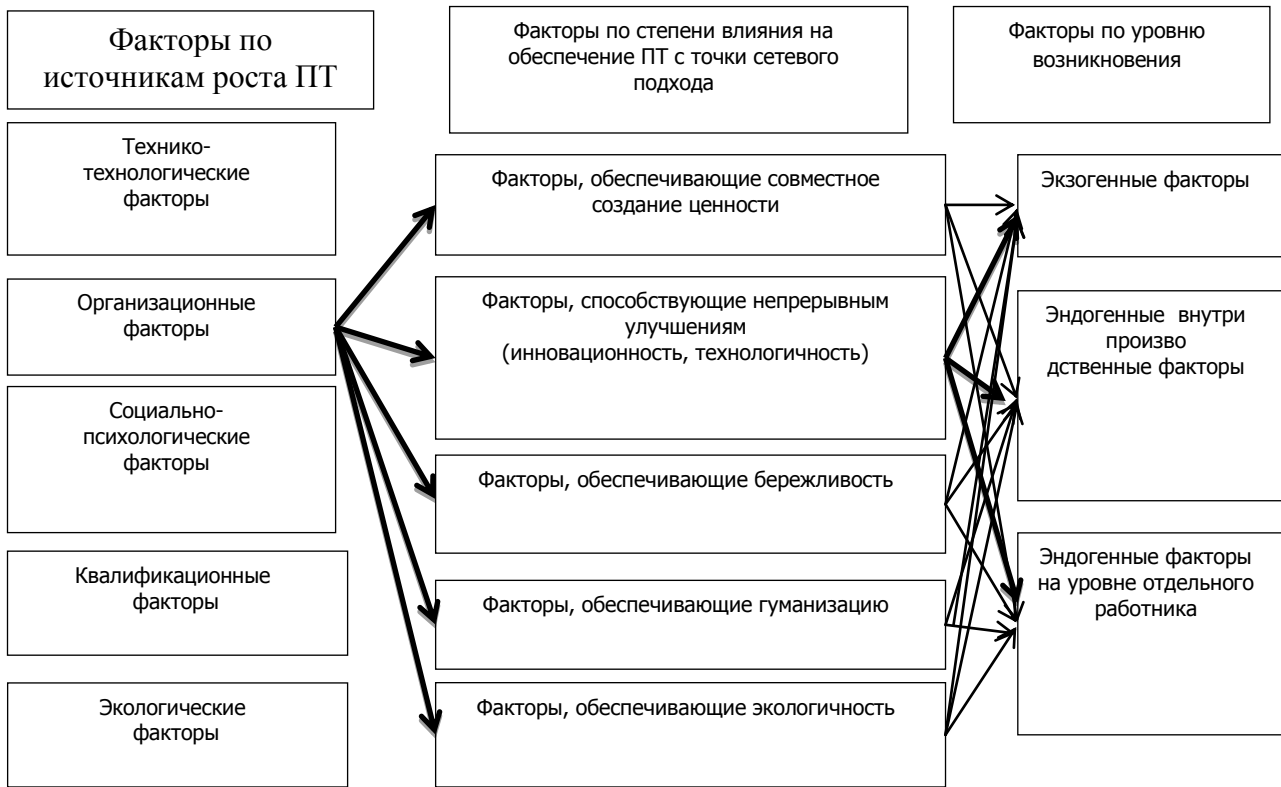 Факторы по
источникам роста ПТ
Факторы по степени влияния на
обеспечение ПТ с точки сетевого
подхода
Факторы по уровню
возникновения
Технико-
технологические
факторы
Организационные
факторы
Социально-
психологические
факторы
Квалификационные
факторы
Экологические
факторы
Факторы, обеспечивающие совместное
создание ценности
Факторы, способствующие непрерывным
улучшениям
(инновационность, технологичность)
Факторы, обеспечивающие бережливость
Факторы, обеспечивающие гуманизацию
Факторы, обеспечивающие экологичность
Экзогенные факторы
Эндогенные внутри
произво
дственные факторы
Эндогенные факторы
на уровне отдельного
работника